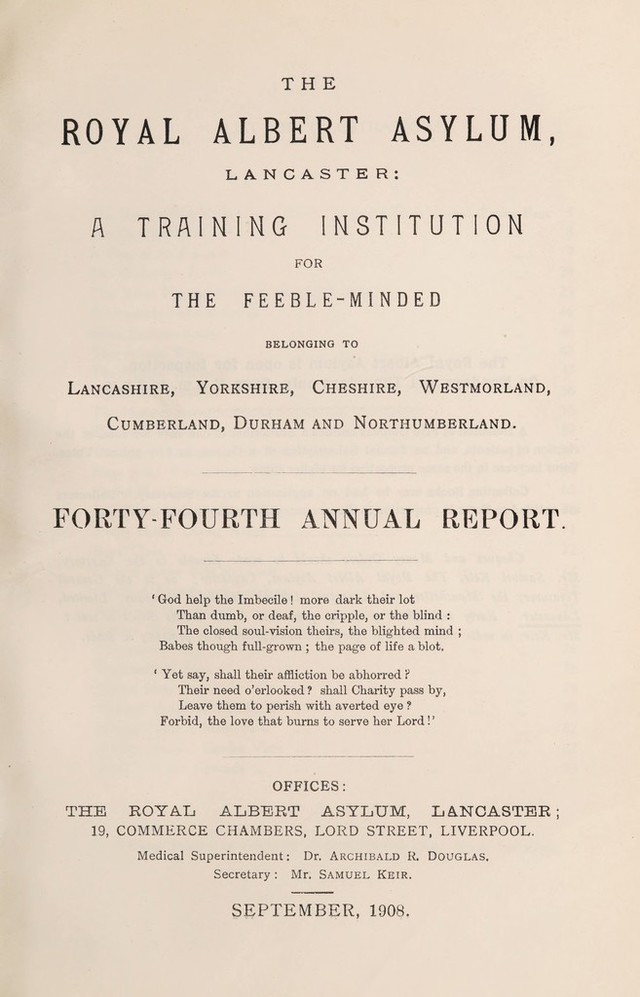 THE
ROYAL ALBERT ASYLUM,
LANCASTER:
A TRAINING INSTITUTION
FOR
THE FEEBLE-MINDED
BELONGING TO
LANCASHIRE, YORKSHIRE, CHESHIRE, WESTMORLAND,
CUMBERLAND, DURHAM AND NORTHUMBERLAND.
FORTY-FOURTH ANNUAL REPORT.
‘ God help the Imbecile ! more dark their lot
Than dumb, or deaf, the cripple, or the blind :
The closed soul-vision theirs, the blighted mind ;
Babes though full-grown ; the page of life a blot.
‘ Yet say, shall their affliction be abhorred ?
Their need o'erlooked ? shall Charity pass by,
Leave them to perish with averted eye ?
Forbid, the love that burns to serve her Lord !’
OFFICES :
THE ROYAL ALBERT ASYLUM, LANCASTER ;
19, COMMERCE CHAMBERS, LORD STREET, LIVERPOOL.
Medical Superintendent : Dr. ARCHIBALD R. DOUGLAS.
Secretary : Mr. SAMUEL KEIR.
SEPTEMBER, 1908.